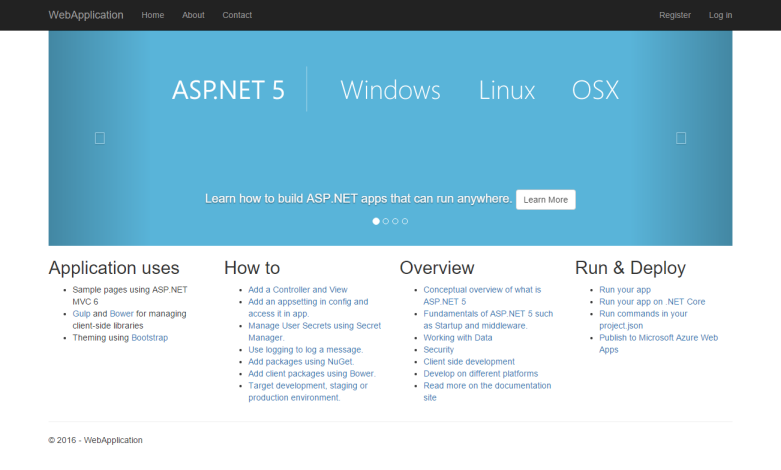 WebApplication Home About Contact Register Log in
ASP.NET 5 Windows Linux OSX
Learn how to build ASP.NET apps that can run anywhere. Learn More
Application uses
Sample pages using ASP.NET
MVC 6
Gulp and Bower for managing
client-side libraries
Theming using Bootstrap
How to
Add a Controller and View
Add an appsetting in config and
access it in app.
Manage User Secrets using Secret
Manager.
Use logging to log a message.
Add packages using NuGet.
Add client packages using Bower.
Target development, staging or
production environment.
Overview
Conceptual overview of what is
ASP.NET 5
Fundamentals of ASP.NET 5 such
as Startup and middleware.
Working with Data
Security
Client side development
Develop on different platforms
Read more on the documentation
site
Run & Deploy
Run your app
Run your app on .NET Core
Run commands in your
project.json
Publish to Microsoft Azure Web
Apps
© 2016 - WebApplication